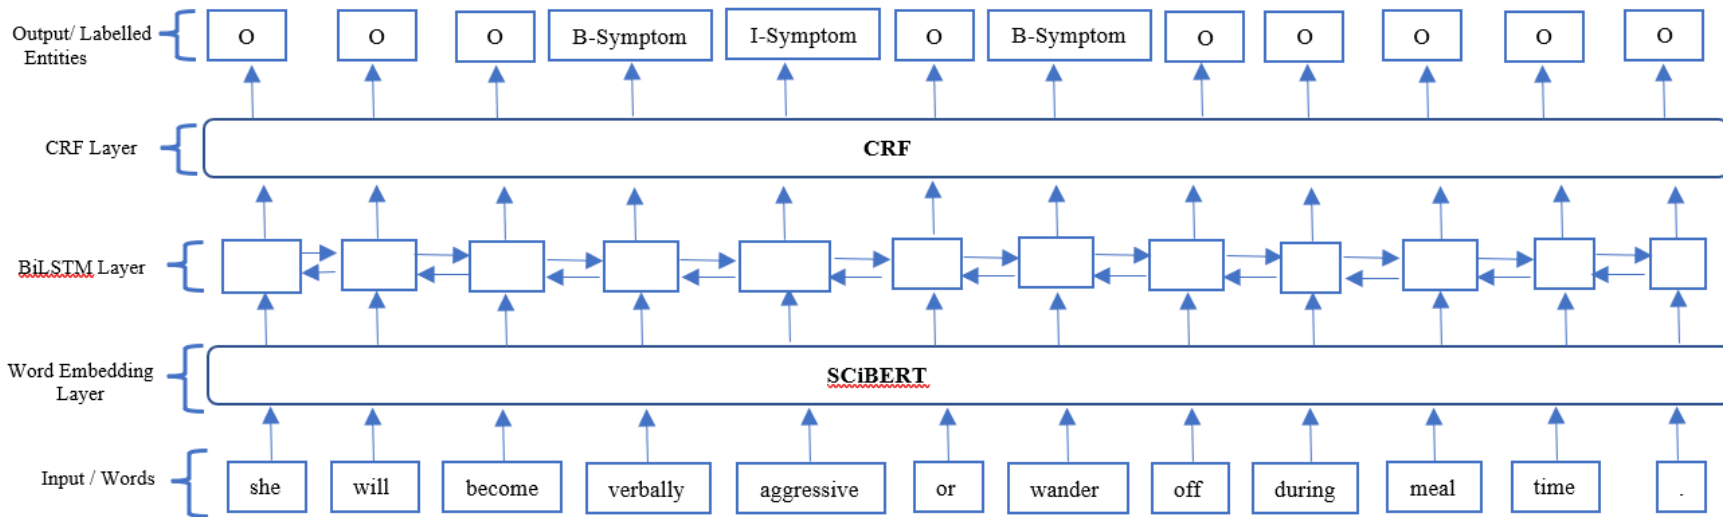 Output/ Labelled
Entities
O O O B-Symptom I-Symptom O B-Symptom O O O O O
CRF Layer
CRF
BiLSTM Layer
Word Embedding
Layer
SCiBERT
Input / Words
she will become verbally aggressive or wander off during meal time .